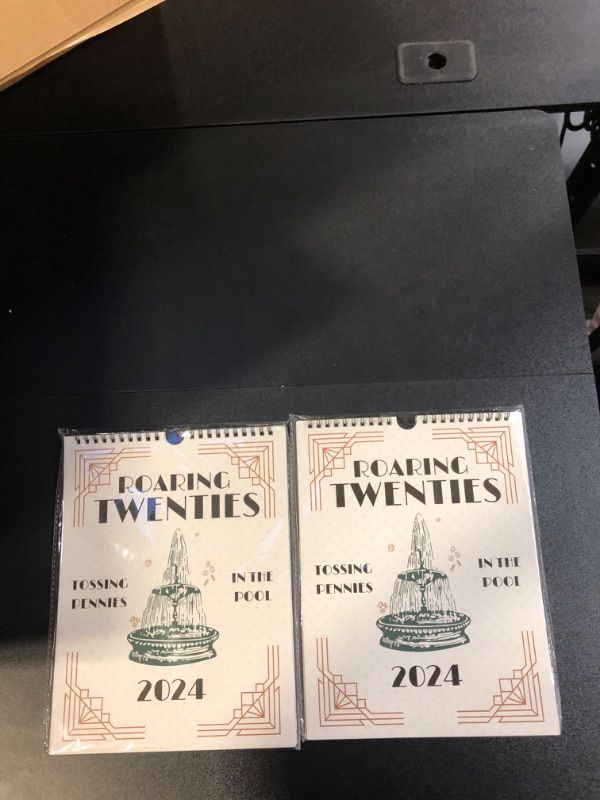 ROARING
TWENTIES
TOSSING
PENNIES
IN THE
POOL
2024
ROARING
TWENTIES
TOSSING
PENNIES
IN THE
POOL
2024